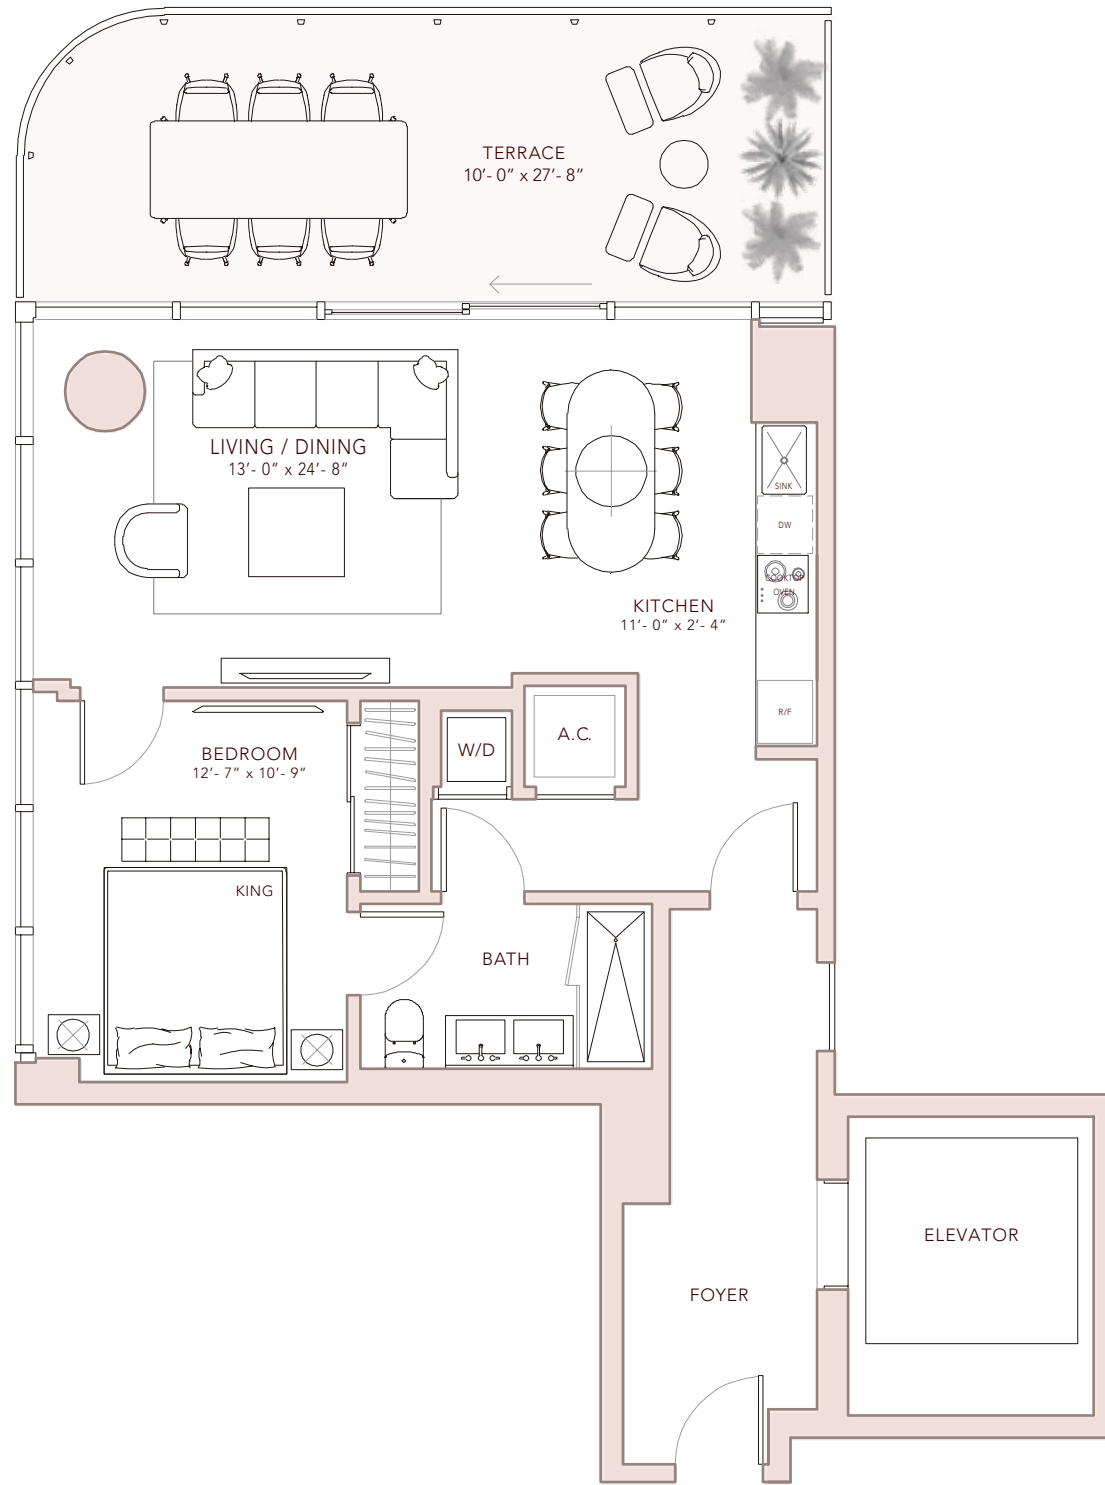 TERRACE
10'- 0" x 27'- 8"
LIVING / DINING
13'- 0" x 24'- 8"
SINK
DW
COOKTOP
OVEN
KITCHEN
11'- 0" x 2'- 4"
R/F
A.C.
W/D
BEDROOM
12'- 7" x 10'- 9"
KING
BATH
ELEVATOR
FOYER